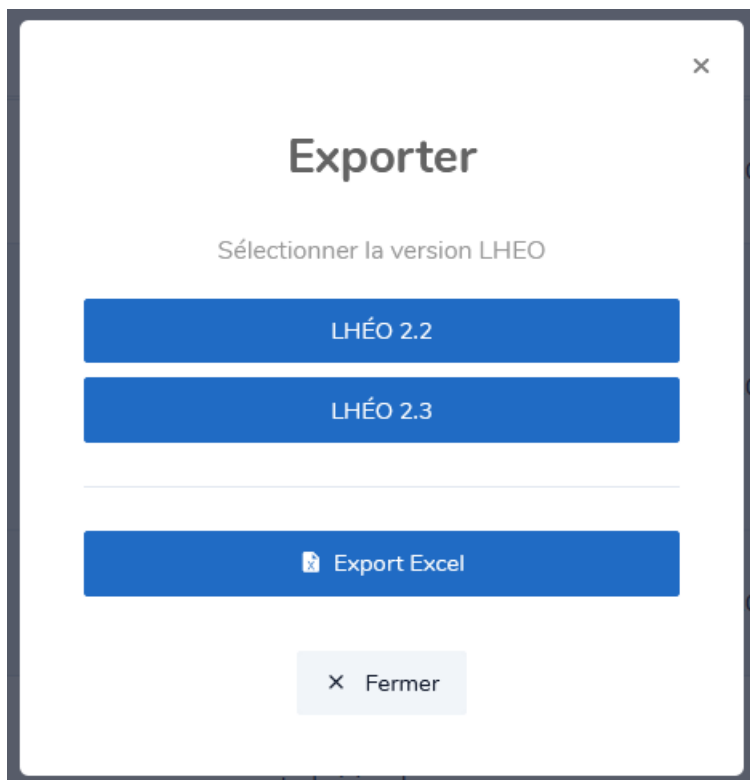 Exporter
Sélectionner la version LHEO
LHÉO 2.2
LHÉO 2.3
Export Excel
Fermer